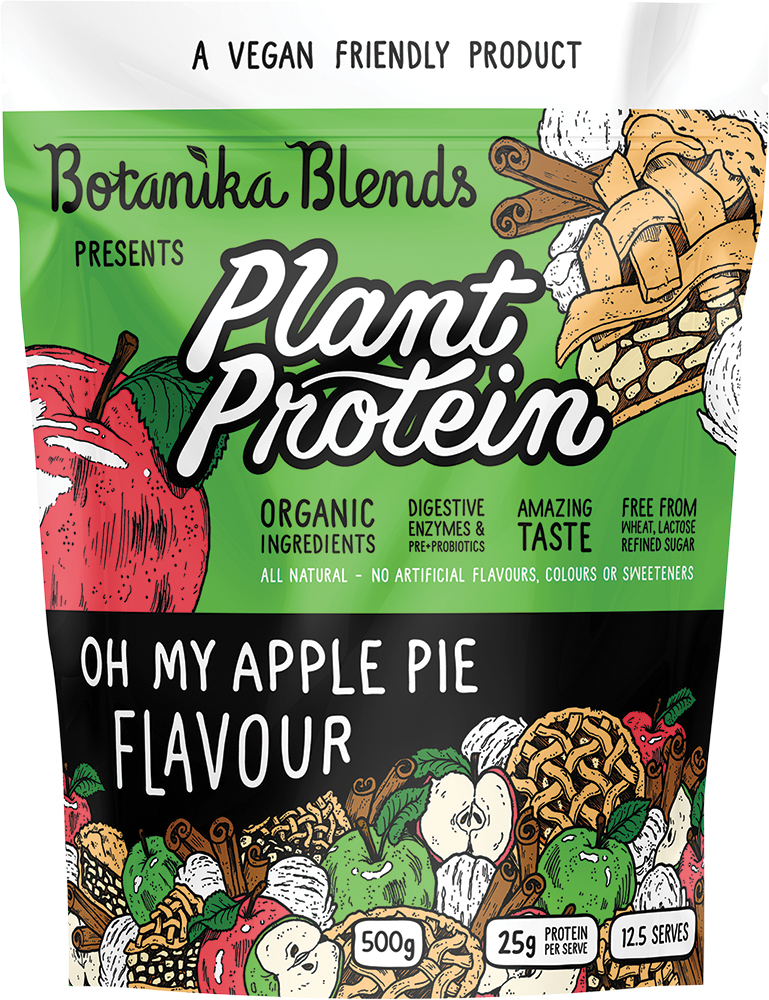 A VEGAN FRIENDLY PRODUCT
Botanika Blends
PRESENTS
Plant
Protein
ORGANIC
INGREDIENTS
DIGESTIVE
ENZYMES &
PRE+PROBIOTICS
AMAZING
TASTE
FREE FROM
WHEAT, LACTOSE
REFINED SUGAR
ALL NATURAL – NO ARTIFICIAL FLAVOURS, COLOURS OR SWEETENERS
OH MY APPLE PIE
FLAVOUR
500g
25g PROTEIN
PER SERVE
12.5 SERVES